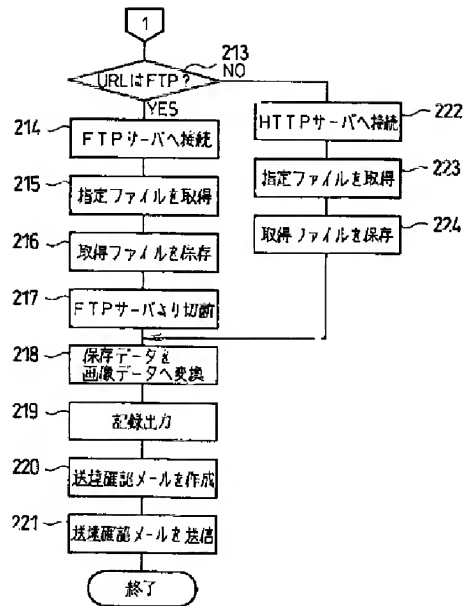 1
213
URLはFTP?
NO
YES
214
FTPサーバへ接続
222
HTTPサーバへ接続
215
指定ファイルを取得
223
指定ファイルを取得
216
取得ファイルを保存
224
取得ファイルを保存
217
FTPサーバより切断
218
保存データを
画像データへ変換
219
記録出力
220
送達確認メールを作成
221
送達確認メールを送信
終了